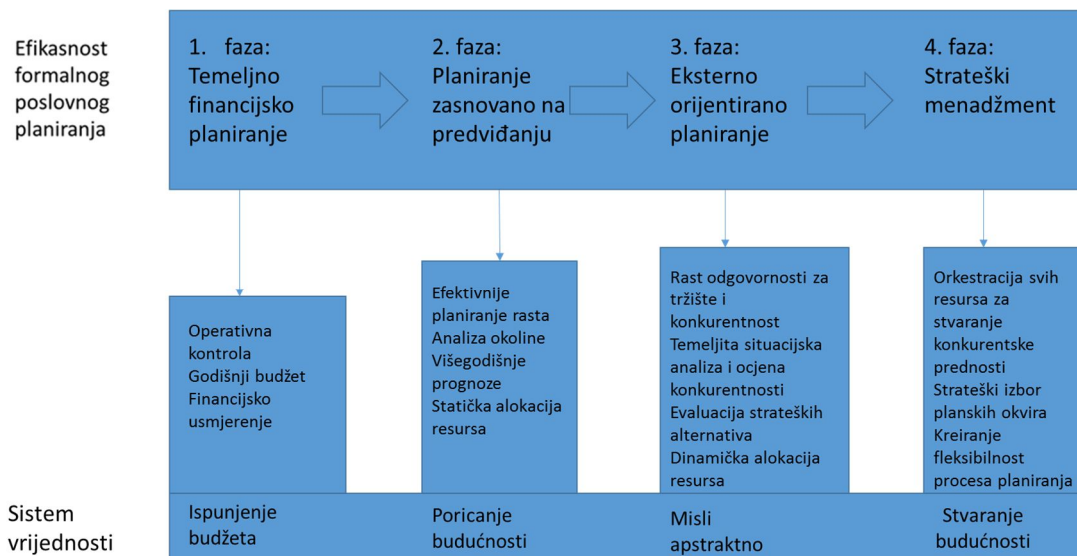 Efikasnost
formalnog
poslovnog
planiranja
1. faza:
Temeljno
financijsko
planiranje
2. faza:
Planiranje
zasnovano na
predviđanju
3. faza:
Eksterno
orijentirano
planiranje
4. faza:
Strateški
menadžment
Operativna
kontrola
Godišnji budžet
Financijsko
usmjerenje
Efektivnije
planiranje rasta
Analiza okoline
Višegodišnje
prognoze
Statička alokacija
resursa
Rast odgovornosti za
tržište i
konkurentnost
Temeljita situacijska
analiza i ocjena
konkurentnosti
Evaluacija strateških
alternativa
Dinamička alokacija
resursa
Orkestracija svih
resursa za
stvaranje
konkurentske
prednosti
Strateški izbor
planskih okvira
Kreiranje
fleksibilnost
procesa planiranja
Sistem
vrijednosti
Ispunjenje
budžeta
Poricanje
budućnosti
Misli
apstraktno
Stvaranje
budućnosti